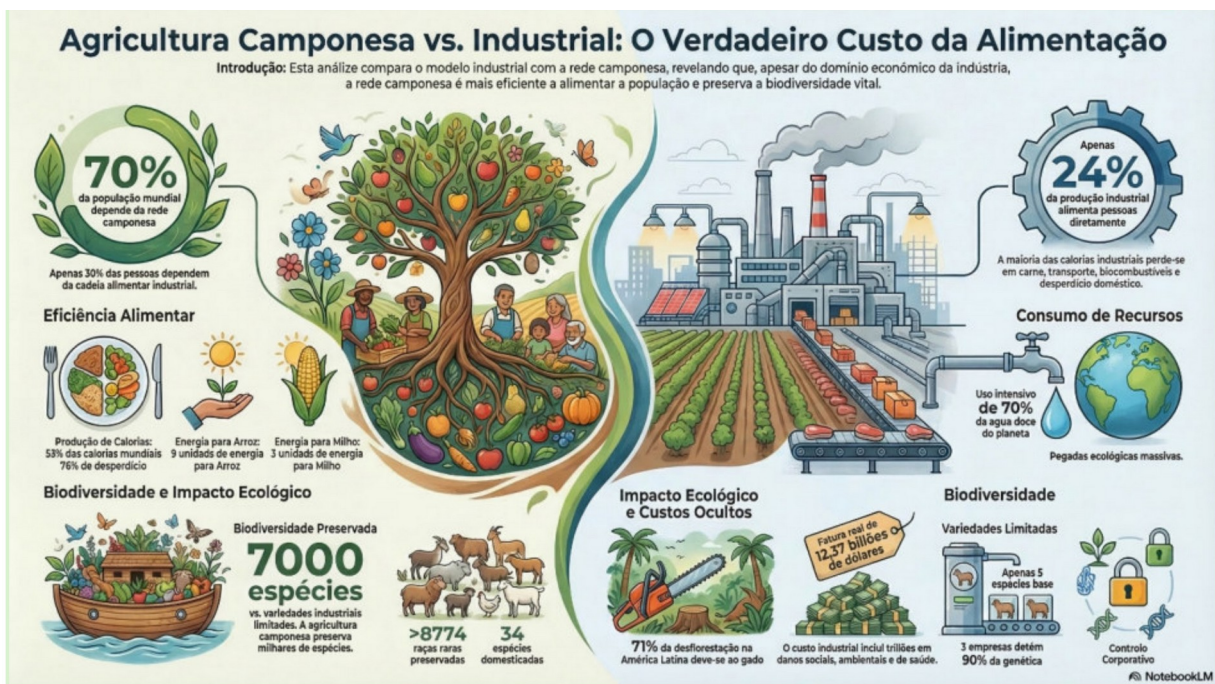 Agricultura Camponesa vs. Industrial: O Verdadeiro Custo da Alimentação
Introdução: Esta análize compara o modelo industrial com a rede camponesa, revelando que, apesar do domínio económico da indústria,
a rede camponesa é mais eficiente a alimentar a população e preserva a biodiversidade vital.
70%
da população mundial
depende da rede
camponesa
Apenas 30% das pessoas dependem
da cadeia alimentar industrial.
Eficiência Alimentar
Produção de Calorias:
53% das calorias mundiais
76% de desperdício
Energia para Arroz:
9 unidades de energia
para Arroz
Energia para Milho:
3 unidades de energia
para Milho
Biodiversidade e Impacto Ecológico
Biodiversidade Preservada
7000
espécies
vs. variedades industriais
limitadas. A agricultura
camponesa preserva
milhares de espécies.
>8774
raças raras
preservadas
34
espécies
domesticadas
Apenas
24%
da produção industrial
alimenta pessoas
diretamente
A maioria das calorias industriais perde-se
em carne, transporte, biocombustíveis e
desperdício doméstico.
Consumo de Recursos
Uso intensivo
de 70%
da agua doce
do planeta
Pegadas ecológicas massivas.
Impacto Ecológico
e Custos Ocultos
71% da desflorestação na
América Latina deve-se ao gado
Fatura real de
12,37 billões
de dólares
O custo industrial inclui trillões em
danos sociais, ambientais e de saúde.
Biodiversidade
Variedades Limitadas
Apenas 5
espécies base
3 empresas detém
90% da genética
Controlo
Corporativo
NotebookLM